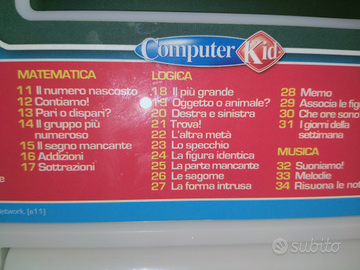 Computer Kid
MATEMATICA
11 Il numero nascosto
12 Contiamo!
13 Pari o dispari?
14 Il gruppo più
numeroso
15 Il segno mancante
16 Addizioni
17 Sottrazioni
LOGICA
18 Il più grande
19 Oggetto o animale?
20 Destra e sinistra
21 Trova!
22 L'altra metà
23 Lo specchio
24 La figura identica
25 La parte mancante
26 Le sagome
27 La forma intrusa
28 Memo
29 Associa le fig
30 Che ore sono
31 I giorni della
settimana
MUSICA
32 Suoniamo!
33 Melodie
34 Risuona le not
subito